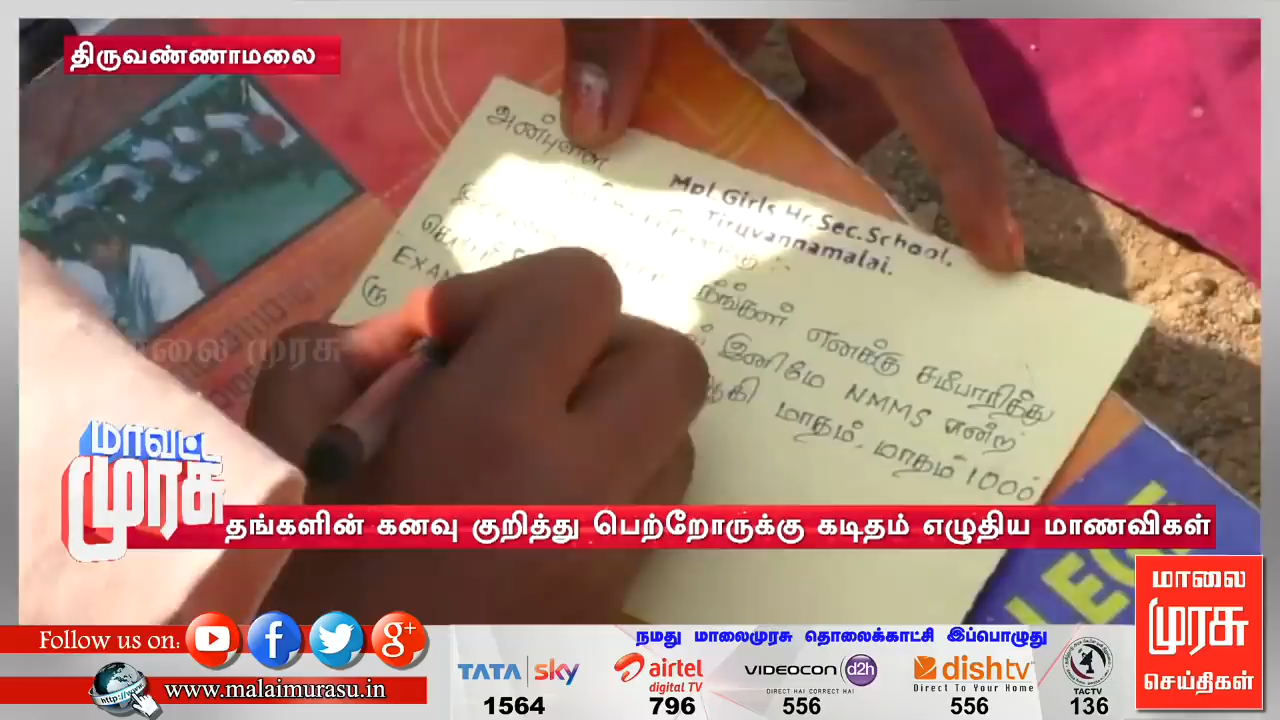 திருவண்ணாமலை
அன்புள்ள
Mpl.Girls Hr.Sec.School.
Tiruvannamalai.
நீங்கள் எனக்கு சம்பாரித்து
இனிமே NMMS என்ற
EXAM
மாதம், மாதம் 1000
ரூ
மாலை முரசு
மாவட்ட
முரசு
தங்களின் கனவு குறித்து பெற்றோருக்கு கடிதம் எழுதிய மாணவிகள்
மாலை
முரசு
செய்திகள்
Follow us on:
http://www
www.malaimurasu.in
நமது மாலைமுரசு தொலைக்காட்சி இப்பொழுது
TATA sky
1564
airtel
digital TV
796
VIDEOCON d2h
DIRECT HAI CORRECT HAI
556
dishtv
Direct To Your Home
556
TACTV
136